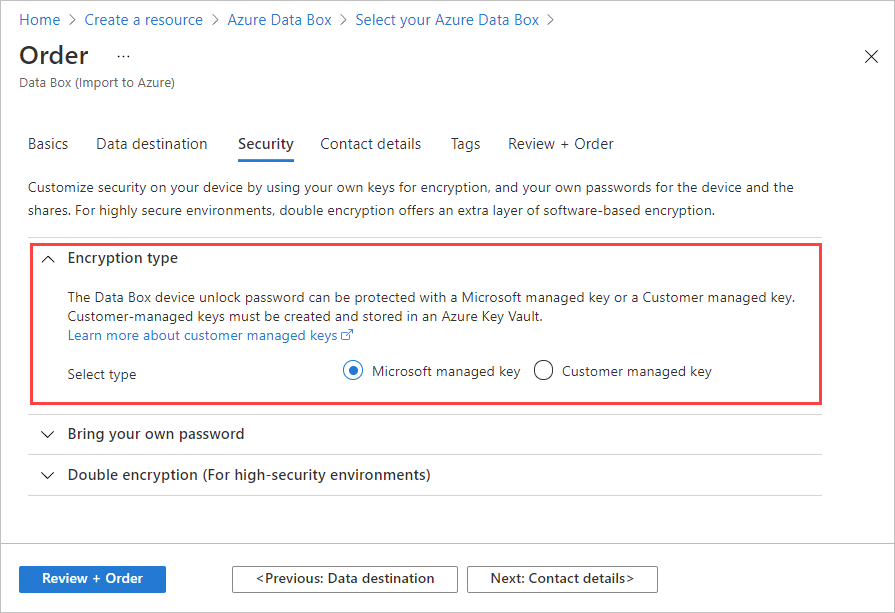 Home > Create a resource > Azure Data Box > Select your Azure Data Box >
Order ...
Data Box (Import to Azure)
Basics Data destination Security Contact details Tags Review + Order
Customize security on your device by using your own keys for encryption, and your own passwords for the device and the
shares. For highly secure environments, double encryption offers an extra layer of software-based encryption.
Encryption type
The Data Box device unlock password can be protected with a Microsoft managed key or a Customer managed key.
Customer-managed keys must be created and stored in an Azure Key Vault.
Learn more about customer managed keys
Select type Microsoft managed key Customer managed key
Bring your own password
Double encryption (For high-security environments)
Review + Order <Previous: Data destination Next: Contact details>